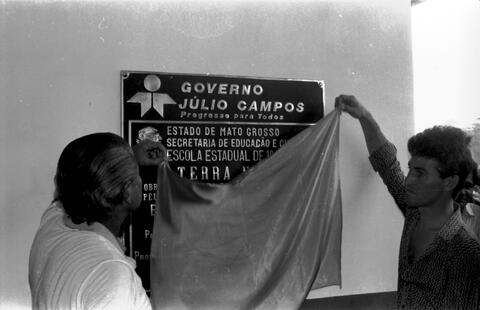 GOVERNO
JÚLIO CAMPOS
Progresso para Todos
ESTADO DE MATO GROSSO
SECRETARIA DE EDUCAÇÃO E
ESCOLA ESTADUAL DE
TERRA